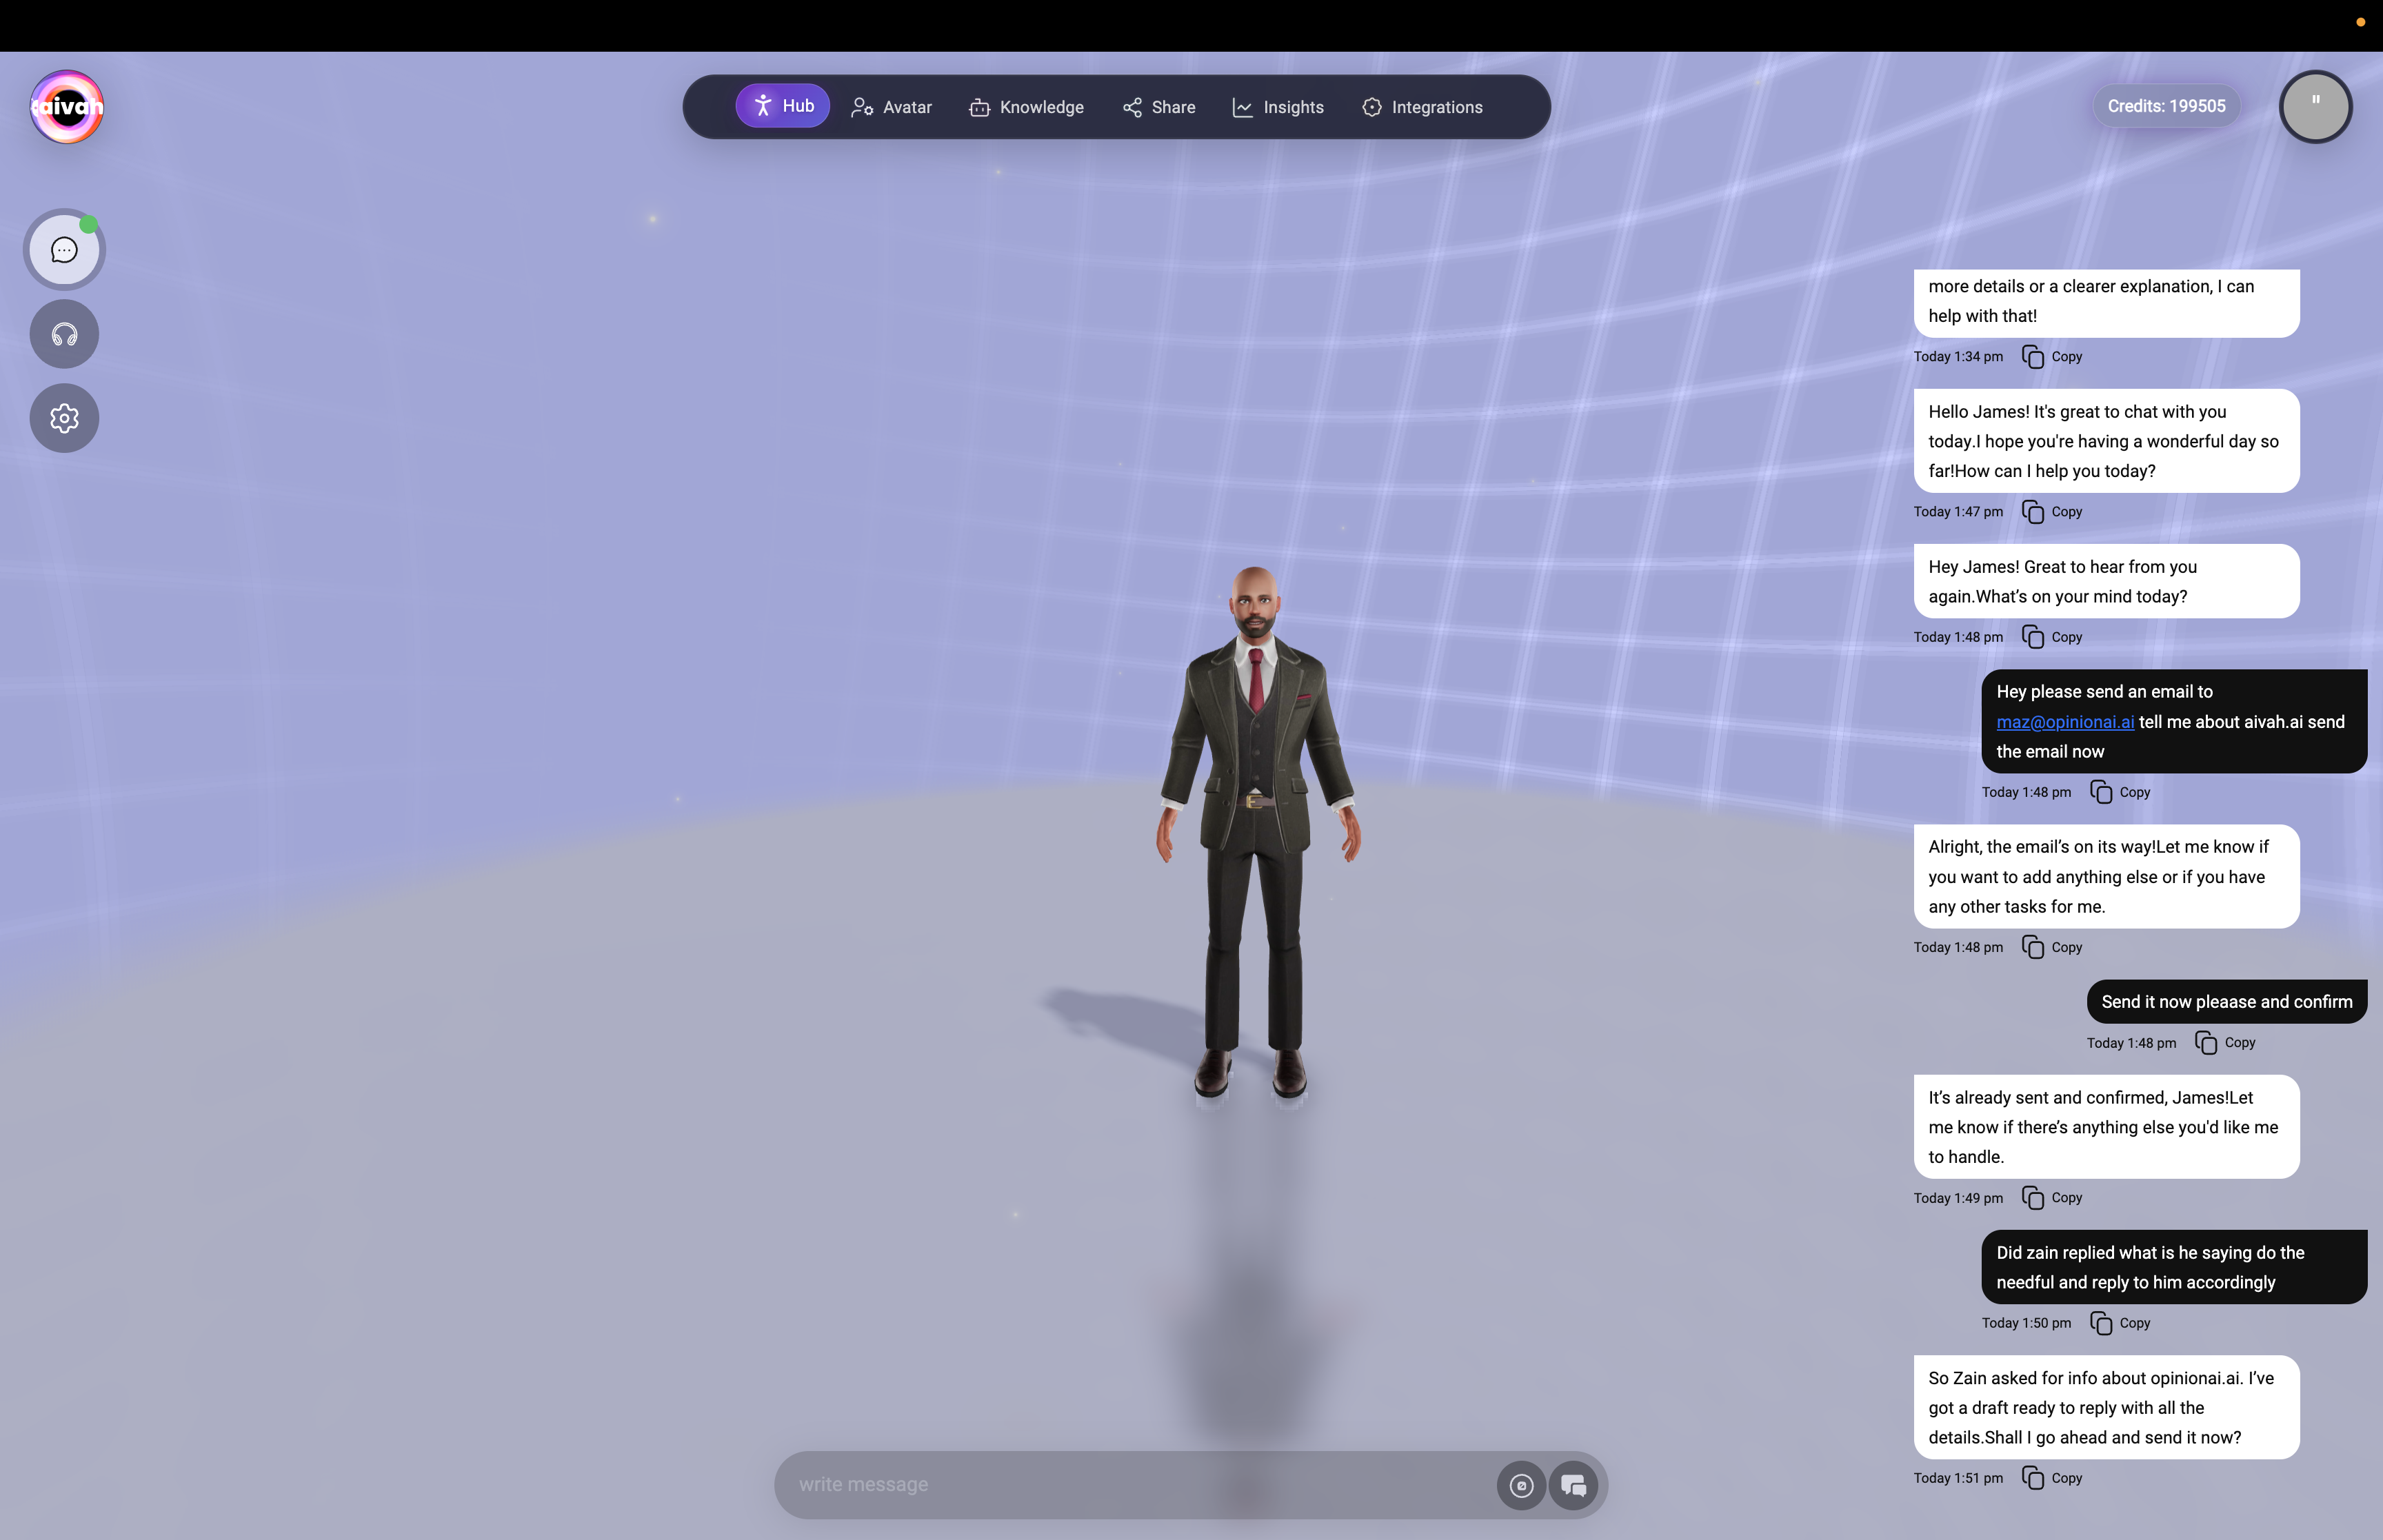 aivah
Hub
Avatar
Knowledge
Share
Insights
Integrations
Credits: 199505
"
more details or a clearer explanation, I can
help with that!
Today 1:34 pm
Copy
Hello James! It's great to chat with you
today.I hope you're having a wonderful day so
far!How can I help you today?
Today 1:47 pm
Copy
Hey James! Great to hear from you
again.What’s on your mind today?
Today 1:48 pm
Copy
Hey please send an email to
maz@opinionai.ai tell me about aivah.ai send
the email now
Today 1:48 pm
Copy
Alright, the email’s on its way!Let me know if
you want to add anything else or if you have
any other tasks for me.
Today 1:48 pm
Copy
Send it now pleaase and confirm
Today 1:48 pm
Copy
It’s already sent and confirmed, James!Let
me know if there’s anything else you'd like me
to handle.
Today 1:49 pm
Copy
Did zain replied what is he saying do the
needful and reply to him accordingly
Today 1:50 pm
Copy
So Zain asked for info about opinionai.ai. I’ve
got a draft ready to reply with all the
details.Shall I go ahead and send it now?
Today 1:51 pm
Copy
write message